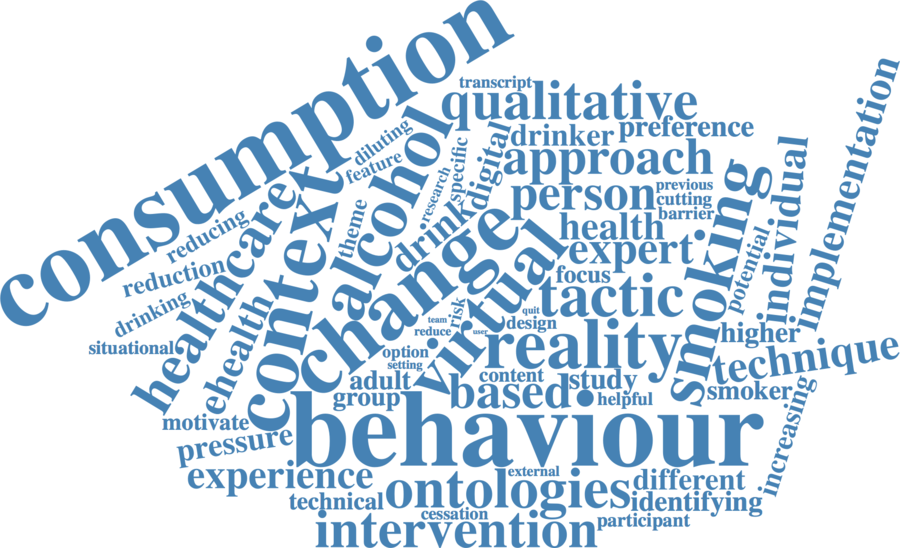 consumption
transcript
qualitative
implementation
diluting
alcohol
digital
drinker
preference
feature
specific
approach
individual
research
context
healthcare
theme
drink
person
previous
cutting
barrier
smoking
reducing
change
health
potential
reduction
virtual
expert
focus
drinking
ehealth
risk
quit
tactic
team
reduce
user
design
higher
situational
option
setting
reality
technique
adult
content
study
smoker
group
based
helpful
increasing
motivate
behaviour
pressure
experience
external
different
technical
ontologies
identifying
cessation
intervention
participant